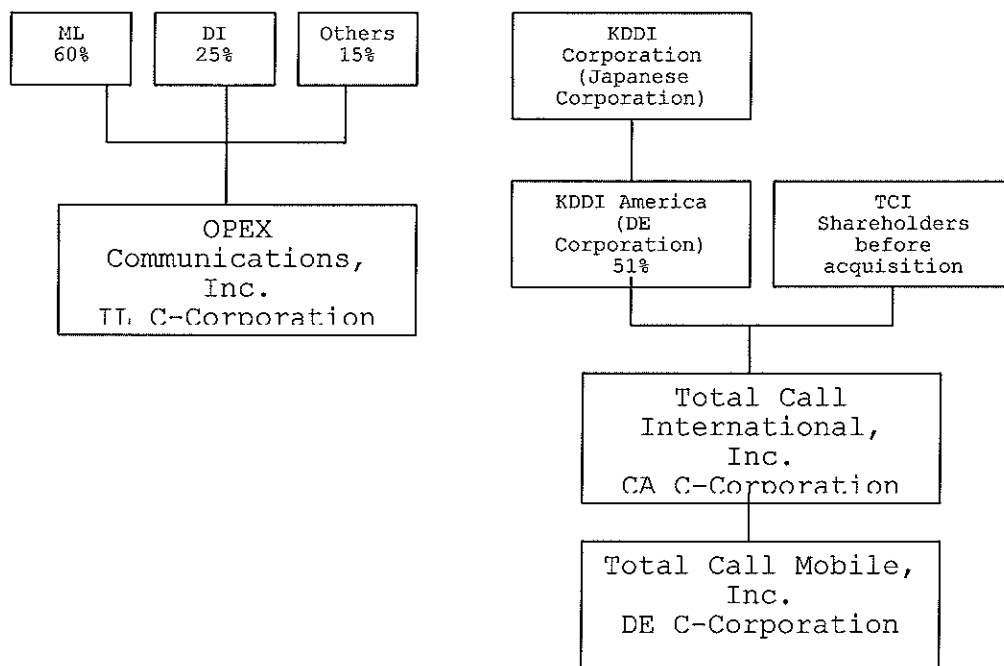 ML
60%
DI
25%
Others
15%
KDDI
Corporation
(Japanese
Corporation)
KDDI America
(DE
Corporation)
51%
TCI
Shareholders
before
acquisition
OPEX
Communications,
Inc.
IL C-Corporation
Total Call
International,
Inc.
CA C-Corporation
Total Call Mobile,
Inc.
DE C-Corporation